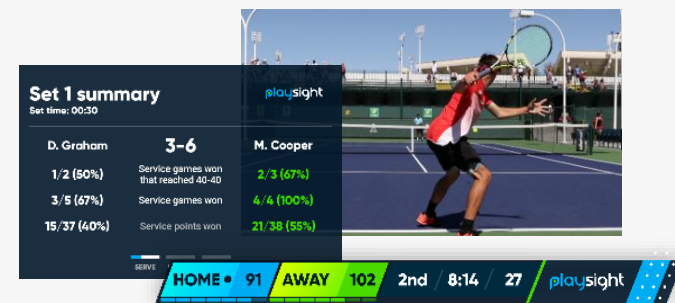 Set 1 summary
playsight
Set time: 00:30
D. Graham 3-6 M. Cooper
1/2 (50%) Service games won that reached 40-40 2/3 (67%)
3/5 (67%) Service games won 4/4 (100%)
15/37 (40%) Service points won 21/38 (55%)
SERVE
HOME • 91 AWAY 102 2nd / 8:14 / 27 playsight